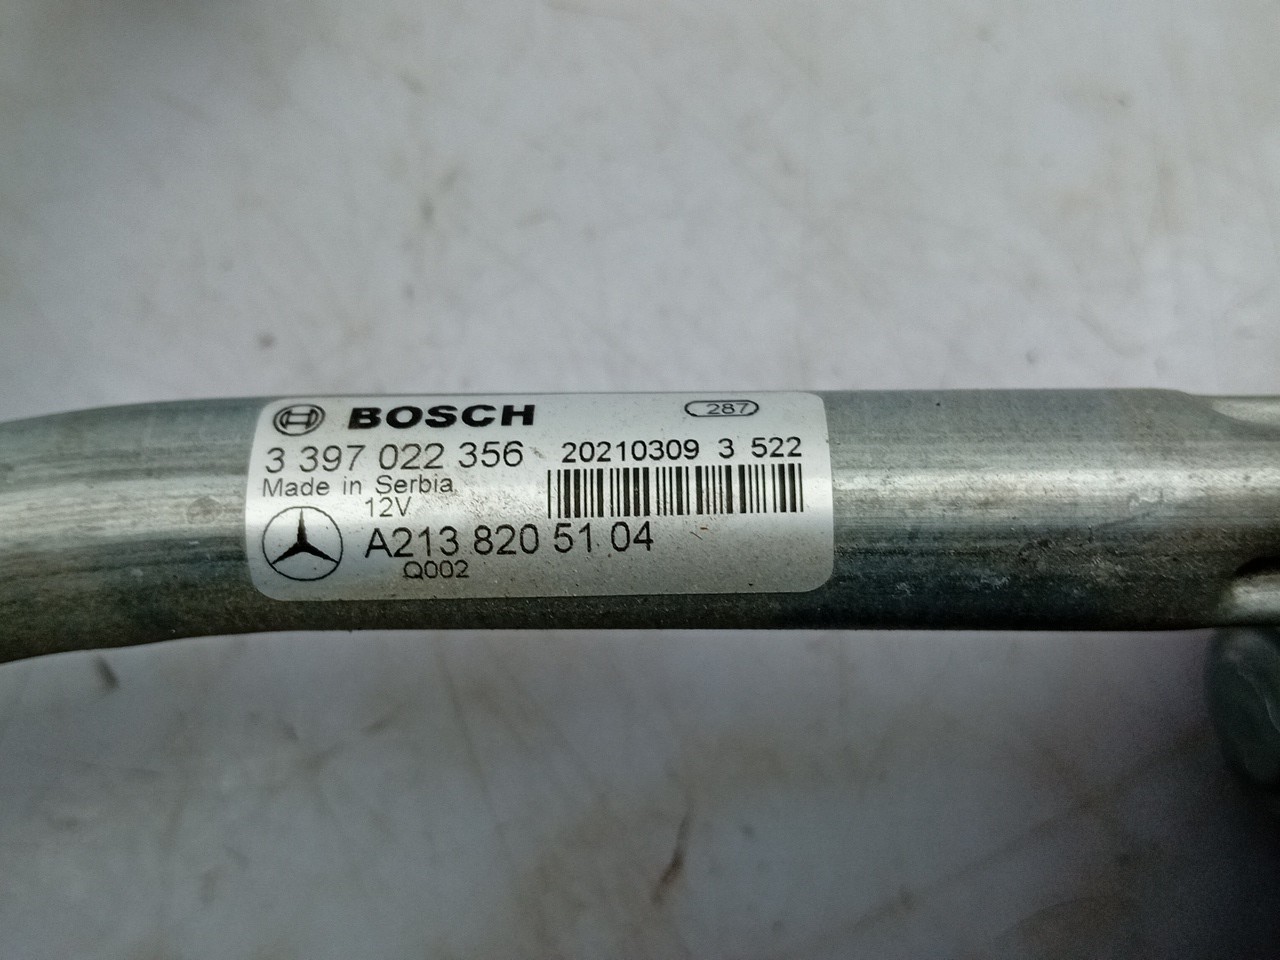 BOSCH 287
3 397 022 356 20210309 3 522
Made in Serbia
12V
A213 820 51 04
Q002